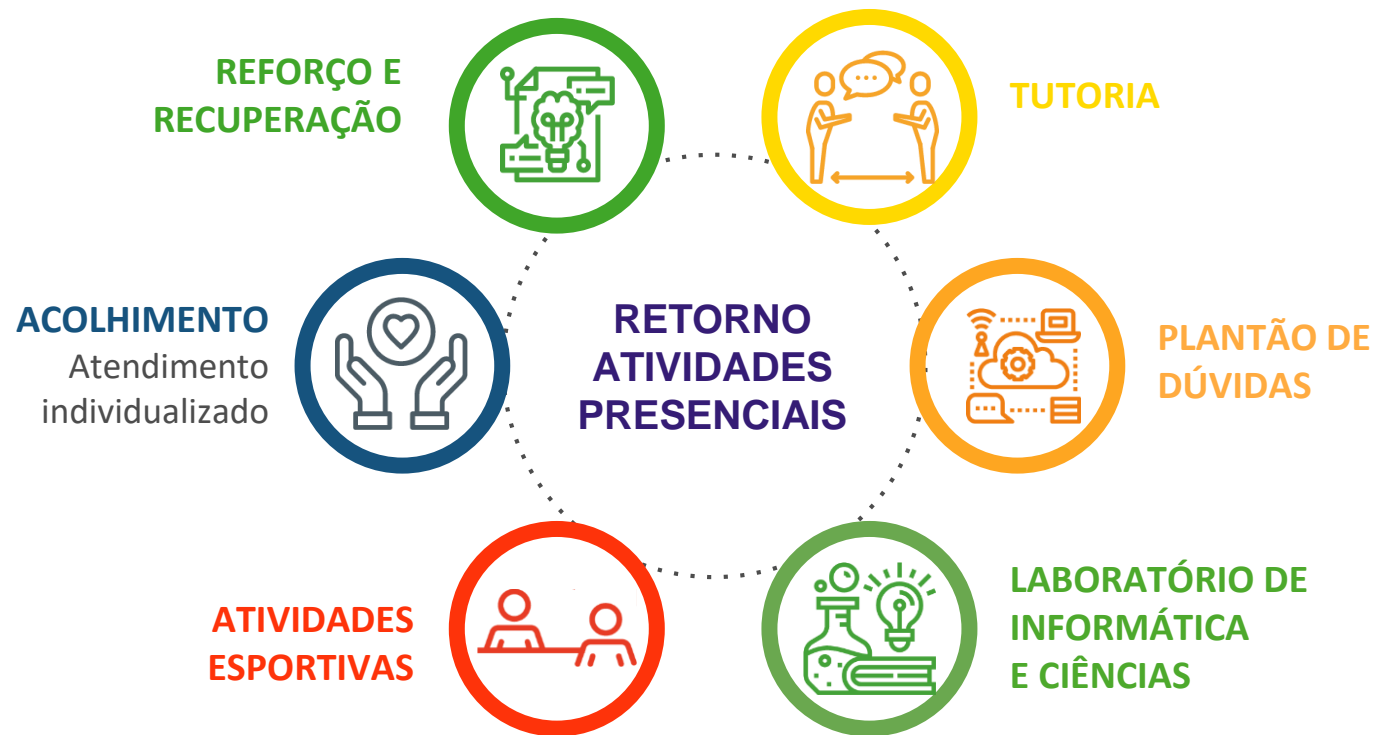 REFORÇO E
RECUPERAÇÃO
TUTORIA
ACOLHIMENTO
Atendimento
individualizado
RETORNO
ATIVIDADES
PRESENCIAIS
PLANTÃO DE
DÚVIDAS
ATIVIDADES
ESPORTIVAS
LABORATÓRIO DE
INFORMÁTICA
E CIÊNCIAS